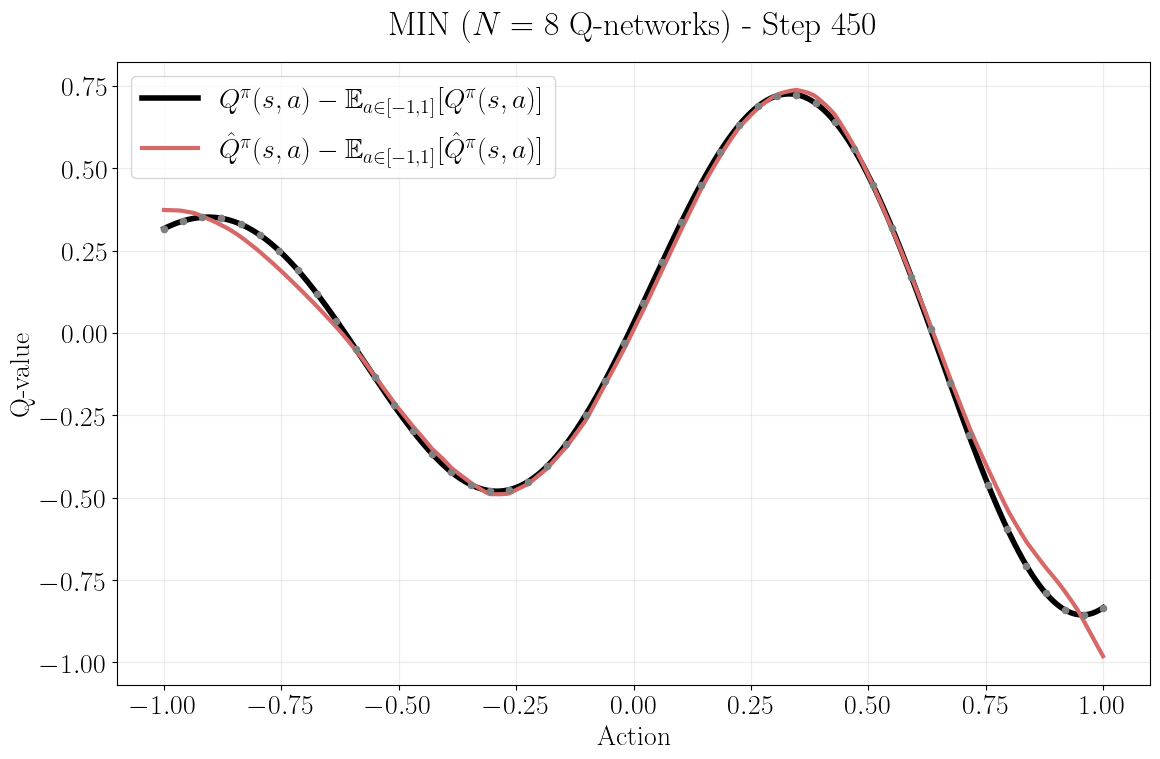 MIN (N = 8 Q-networks) - Step 450
Q^π(s, a) − 𝔼_{a∈[−1,1]}[Q^π(s, a)]
Q̂^π(s, a) − 𝔼_{a∈[−1,1]}[Q̂^π(s, a)]
Q-value
0.75
0.50
0.25
0.00
−0.25
−0.50
−0.75
−1.00
−1.00 −0.75 −0.50 −0.25 0.00 0.25 0.50 0.75 1.00
Action